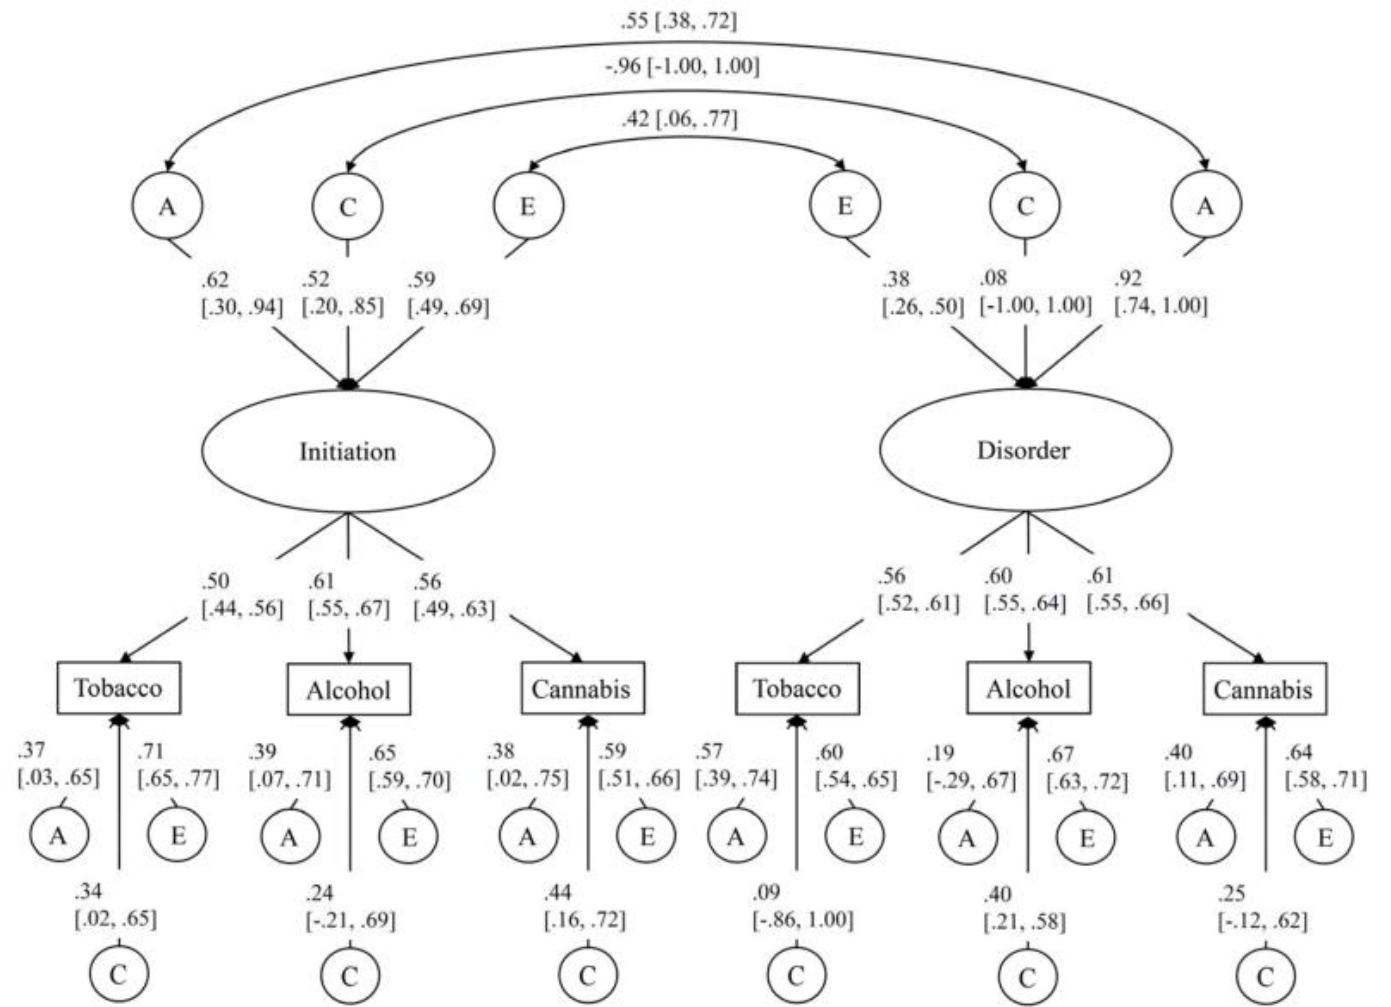 .55 [.38, .72]
-.96 [-1.00, 1.00]
.42 [.06, .77]
A C E E C A
.62 .52 .59 .38 .08 .92
[.30, .94] [.20, .85] [.49, .69] [.26, .50] [-1.00, 1.00] [.74, 1.00]
Initiation Disorder
.50 .61 .56 .56 .60 .61
[.44, .56] [.55, .67] [.49, .63] [.52, .61] [.55, .64] [.55, .66]
Tobacco Alcohol Cannabis Tobacco Alcohol Cannabis
.37 .71 .39 .65 .38 .59 .57 .60 .19 .67 .40 .64
[.03, .65] [.65, .77] [.07, .71] [.59, .70] [.02, .75] [.51, .66] [.39, .74] [.54, .65] [-.29, .67] [.63, .72] [.11, .69] [.58, .71]
A E A E A E A E A E A E
.34 .24 .44 .09 .40 .25
[.02, .65] [-.21, .69] [.16, .72] [-.86, 1.00] [.21, .58] [-.12, .62]
C C C C C C